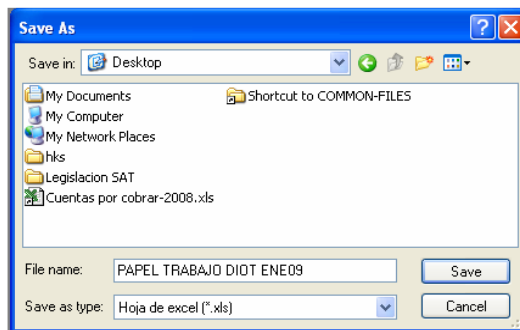 Save As
Save in: Desktop
My Documents
Shortcut to COMMON-FILES
My Computer
My Network Places
hks
Legislacion SAT
Cuentas por cobrar-2008.xls
File name: PAPEL TRABAJO DIOT ENE09 Save
Save as type: Hoja de excel (*.xls) Cancel